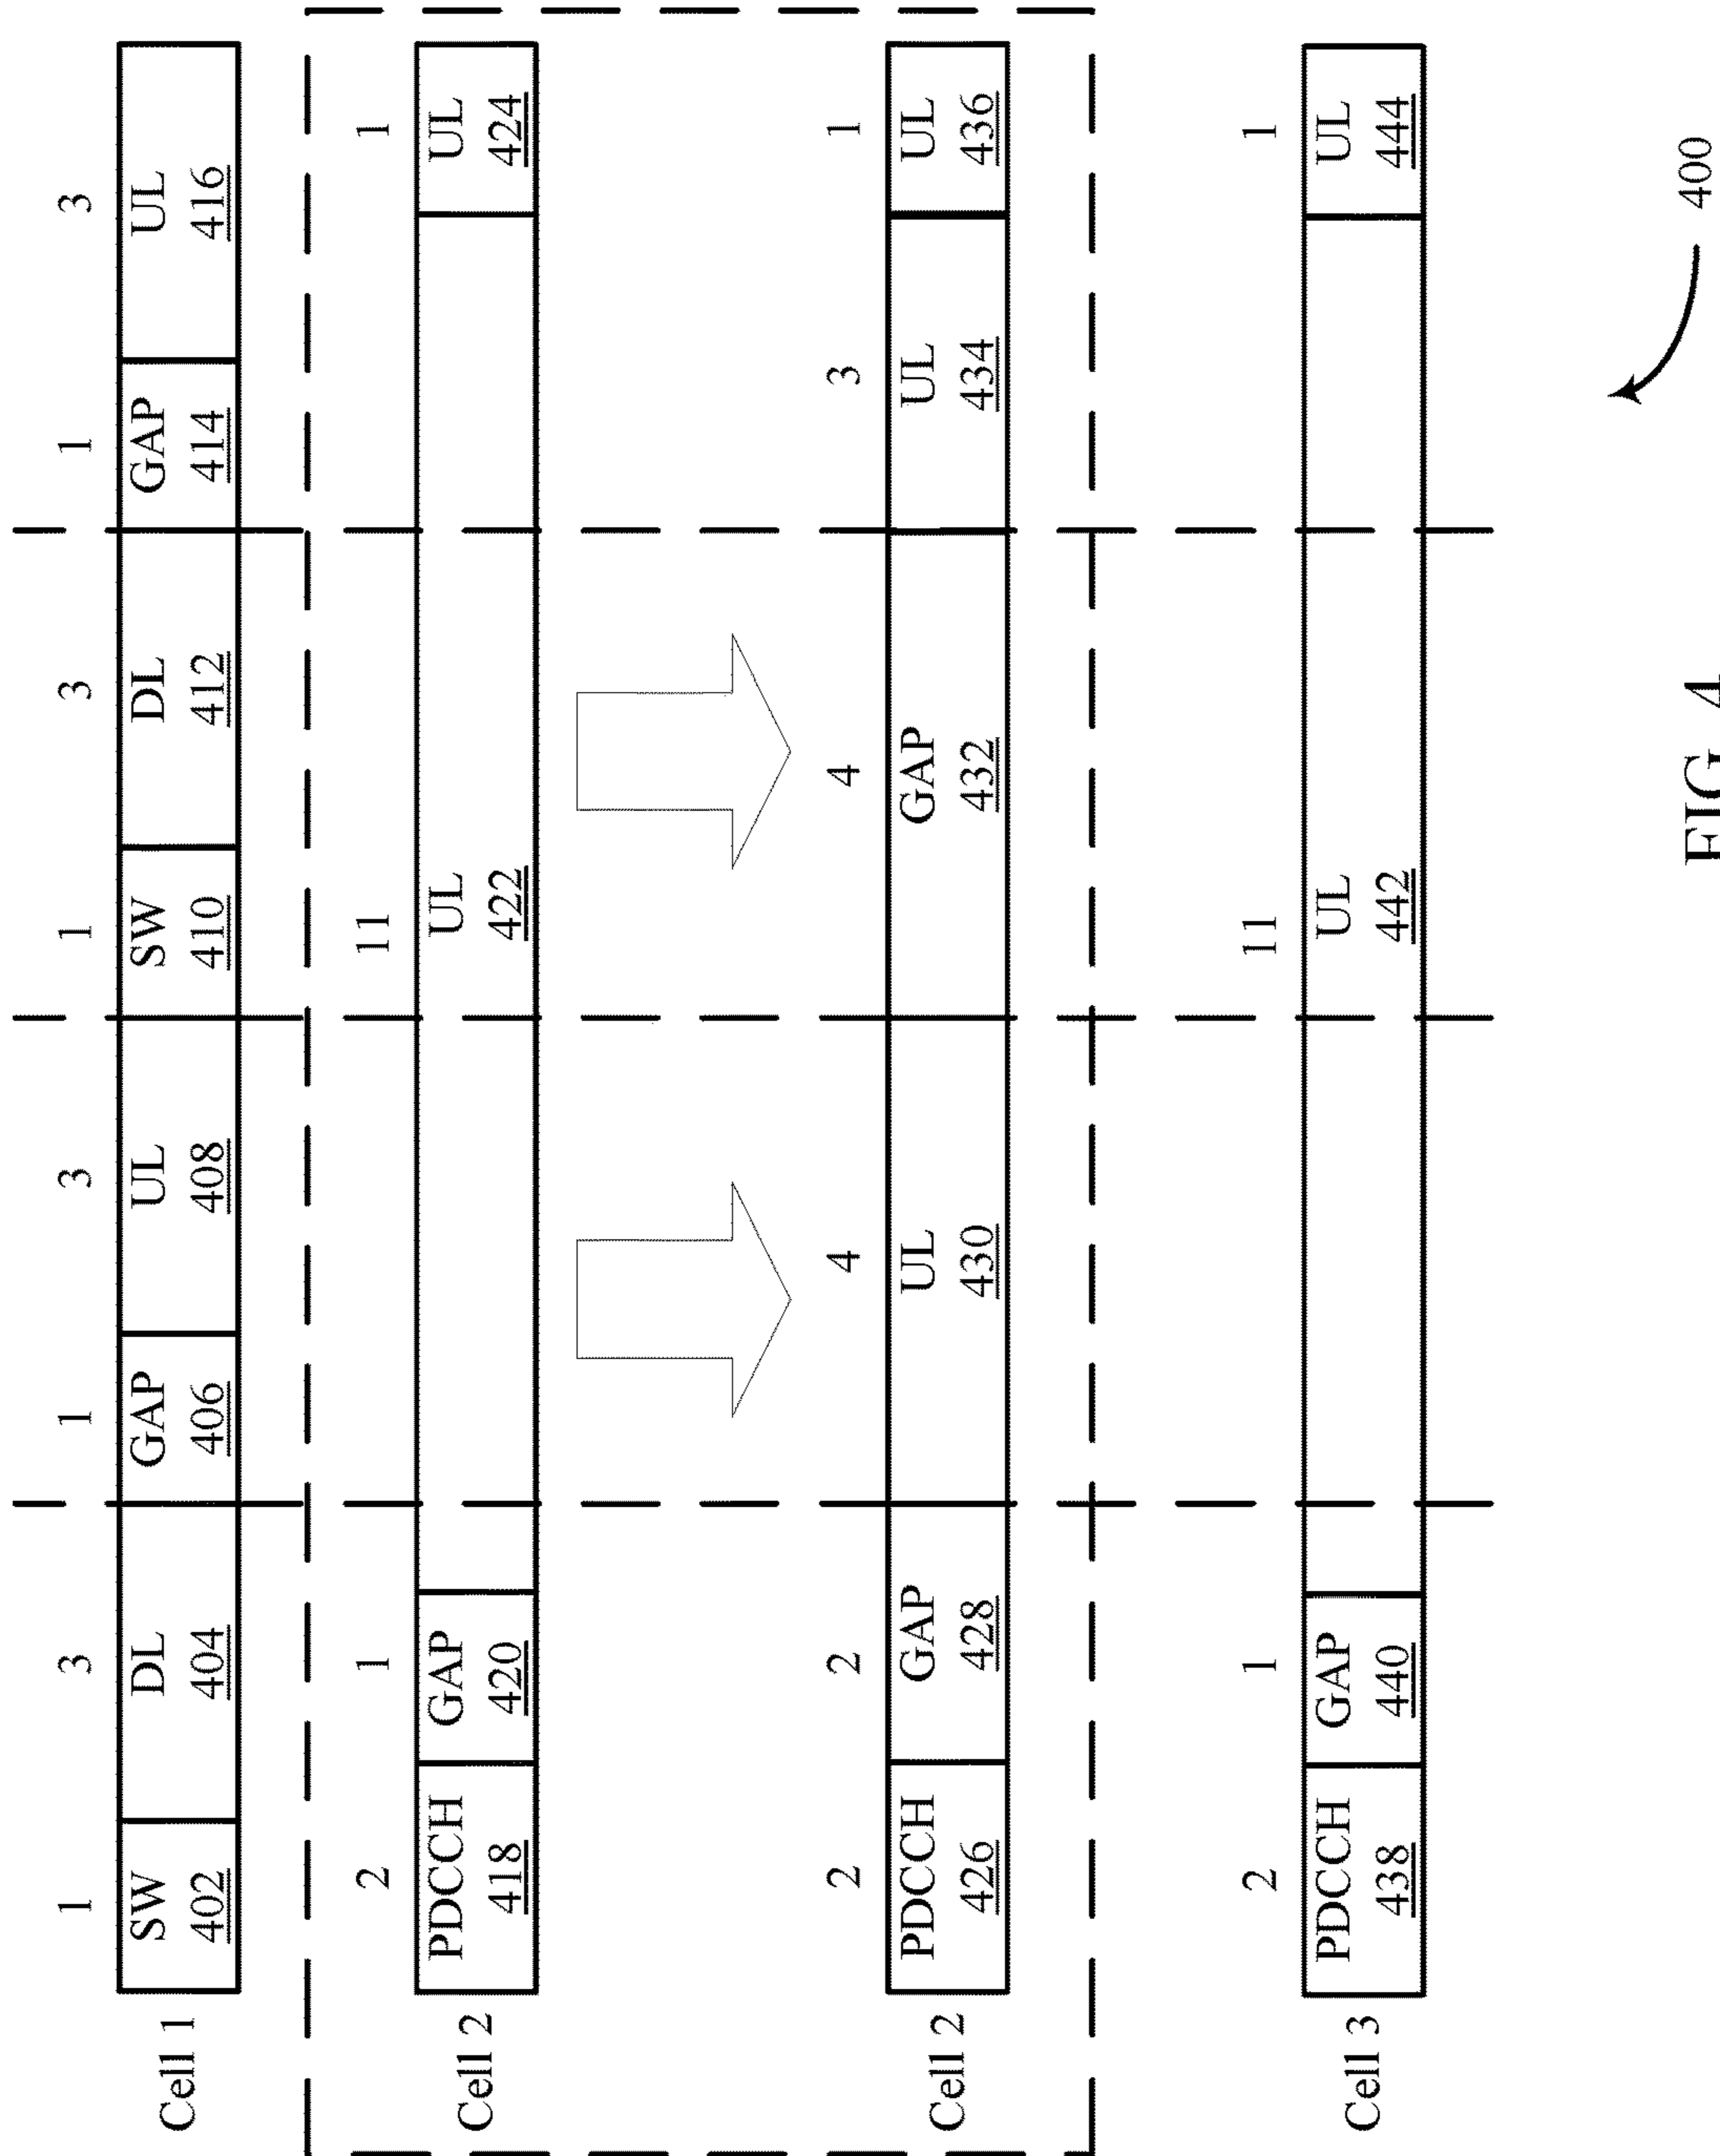 1 3 1 3 1 3 1 3
Cell 1
SW DL GAP UL SW DL GAP UL
402 404 406 408 410 412 414 416
2 1 11 1
Cell 2
PDCCH GAP UL UL
418 420 422 424
2 2 4 4 3 1
Cell 2
PDCCH GAP UL GAP UL UL
426 428 430 432 434 436
2 1 11 1
Cell 3
PDCCH GAP UL UL
438 440 442 444
400
FIG. 4